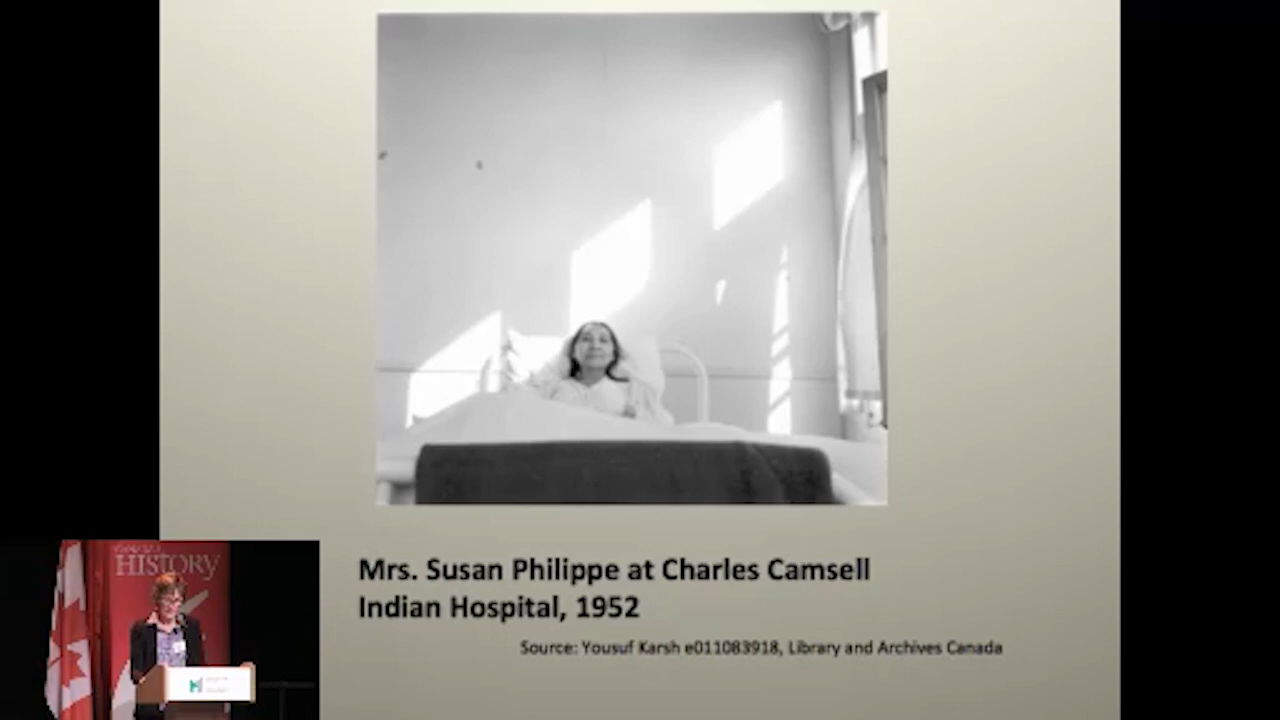 Mrs. Susan Philippe at Charles Camsell
Indian Hospital, 1952
Source: Yousuf Karsh e011083918, Library and Archives Canada
HISTORY